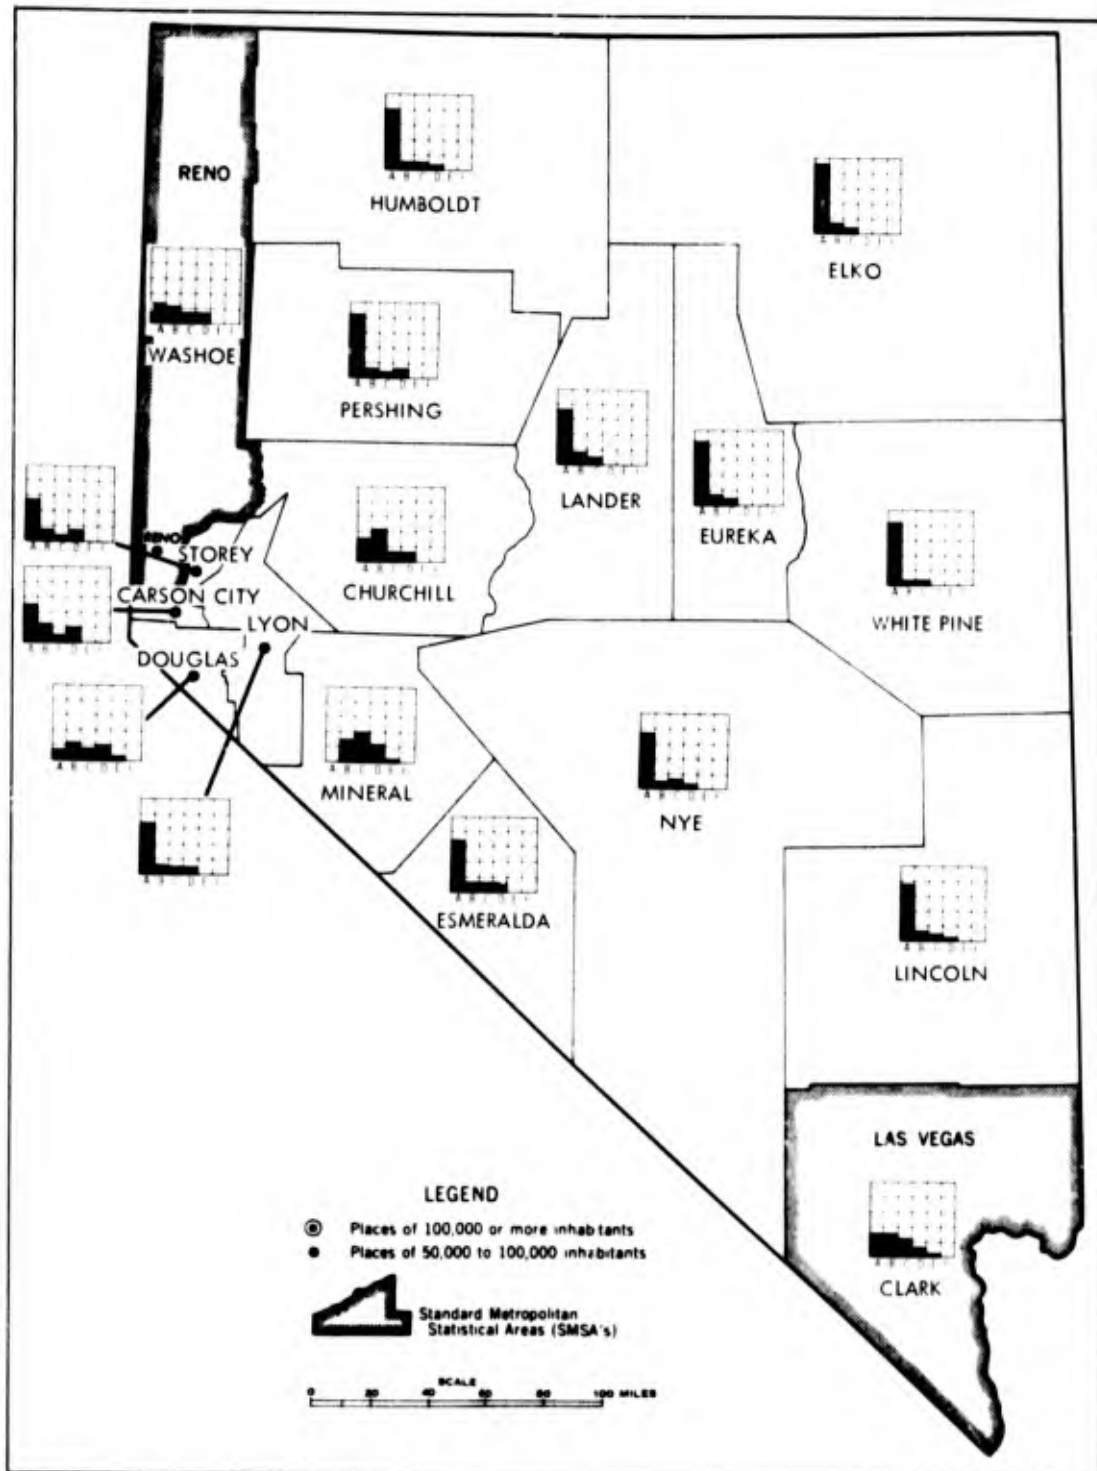 RENO
HUMBOLDT
ELKO
WASHOE
PERSHING
LANDER
EUREKA
RENO
STOREY
CHURCHILL
CARSON CITY
WHITE PINE
LYON
DOUGLAS
MINERAL
NYE
ESMERALDA
LINCOLN
LAS VEGAS
CLARK
LEGEND
Places of 100,000 or more inhabitants
Places of 50,000 to 100,000 inhabitants
Standard Metropolitan
Statistical Areas (SMSA's)
SCALE
0 20 40 60 80 100 MILES